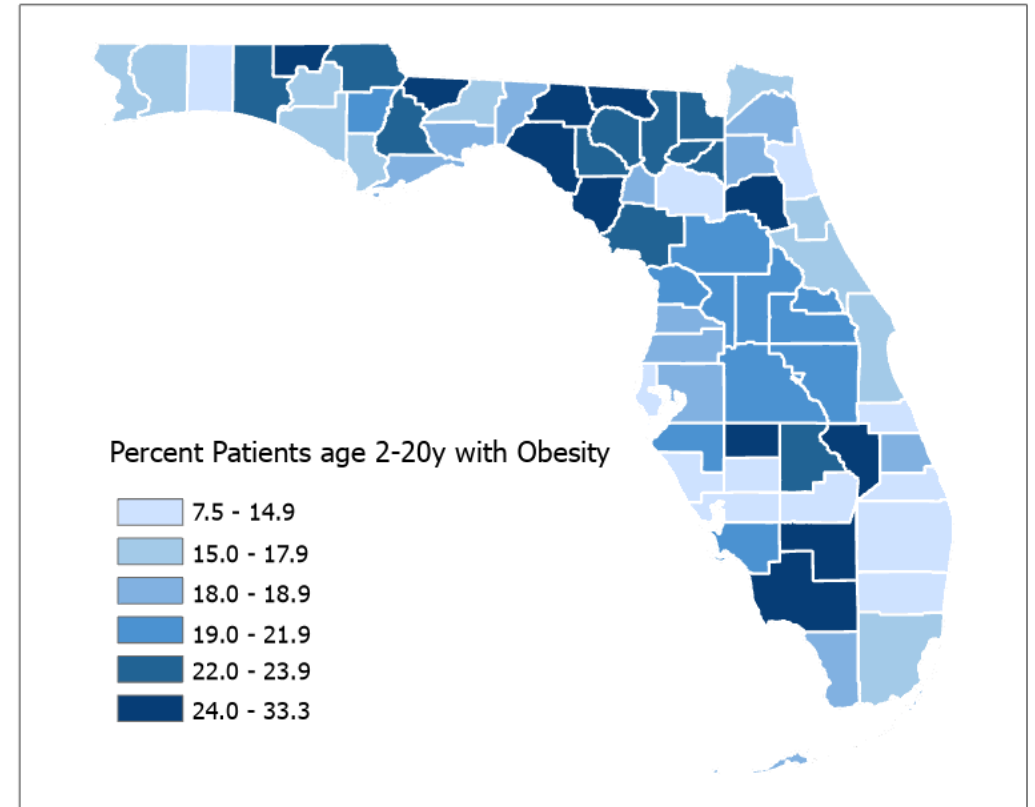 Percent Patients age 2-20y with Obesity
7.5 - 14.9
15.0 - 17.9
18.0 - 18.9
19.0 - 21.9
22.0 - 23.9
24.0 - 33.3